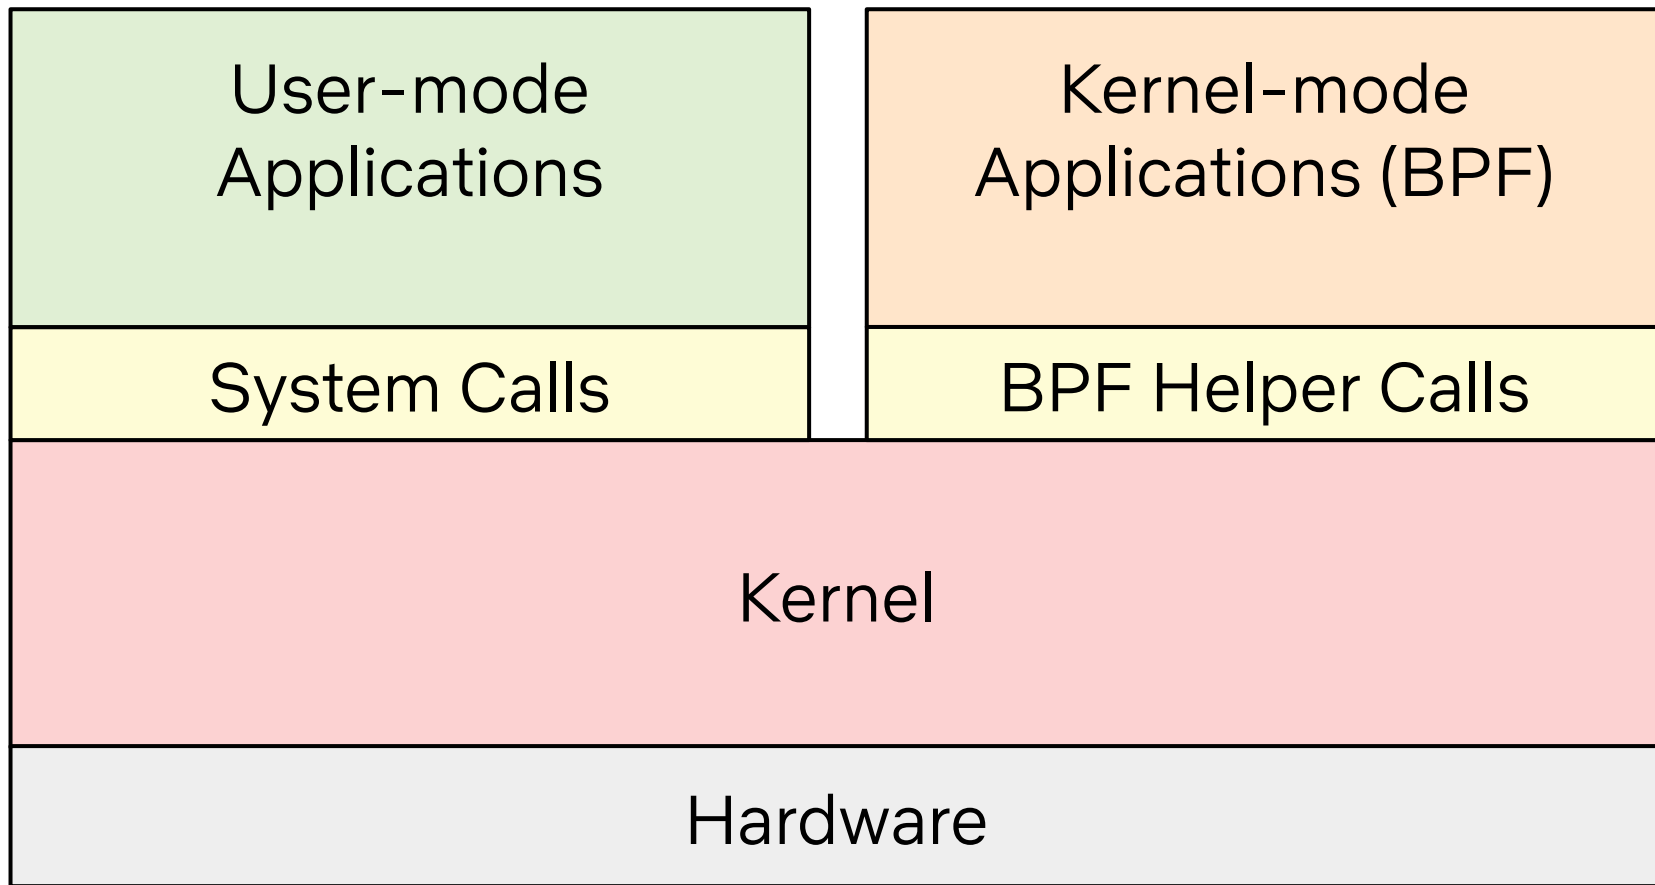 User-mode
Applications
Kernel-mode
Applications (BPF)
System Calls
BPF Helper Calls
Kernel
Hardware